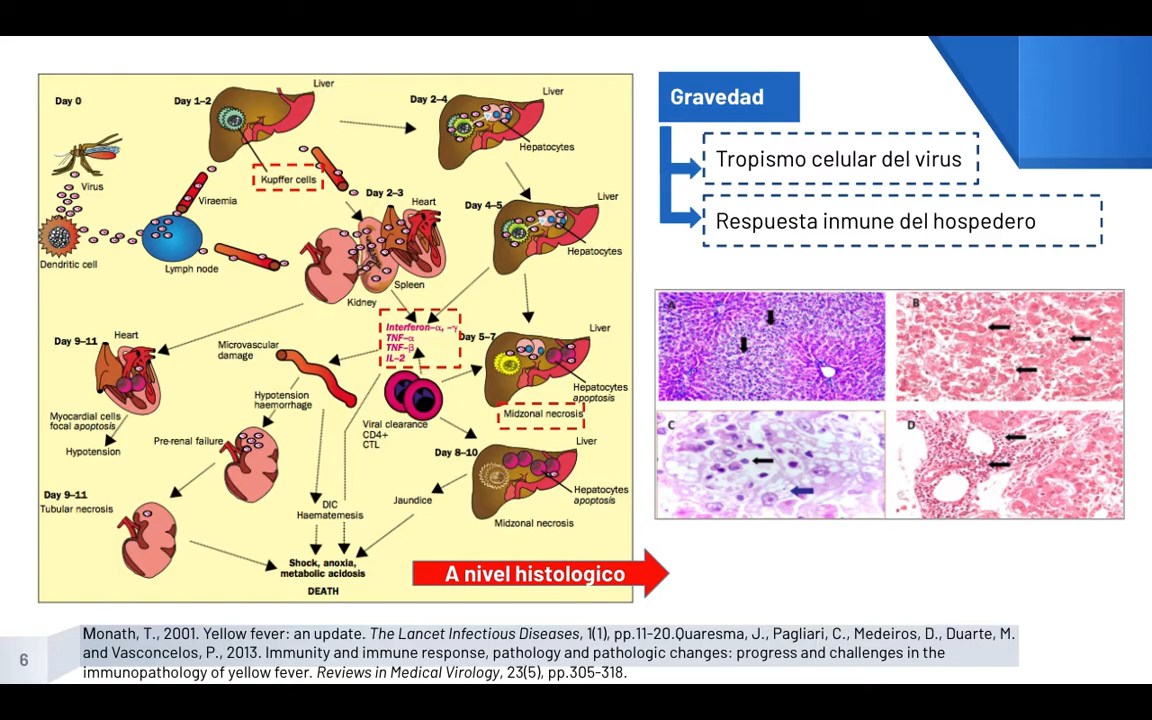 Day 0
Day 1–2
Liver
Day 2–4
Liver
Hepatocytes
Virus
Kupffer cells
Viraemia
Day 2–3
Heart
Day 4–5
Liver
Hepatocytes
Dendritic cell
Lymph node
Spleen
Kidney
Interferon–α, –γ
TNF–α
TNF–β
IL–2
Day 5–7
Liver
Hepatocytes
apoptosis
Midzonal necrosis
Day 9–11
Heart
Microvascular
damage
Hypotension
haemorrhage
Myocardial cells
focal apoptosis
Hypotension
Pre-renal failure
Viral clearance
CD4+
CTL
Day 8–10
Liver
Hepatocytes
apoptosis
Midzonal necrosis
Jaundice
Day 9–11
Tubular necrosis
DIC
Haematemesis
Shock, anoxia,
metabolic acidosis
DEATH
A nivel histologico
Gravedad
Tropismo celular del virus
Respuesta inmune del hospedero
A
B
C
D
Monath, T., 2001. Yellow fever: an update. The Lancet Infectious Diseases, 1(1), pp.11-20.Quaresma, J., Pagliari, C., Medeiros, D., Duarte, M.
and Vasconcelos, P., 2013. Immunity and immune response, pathology and pathologic changes: progress and challenges in the
immunopathology of yellow fever. Reviews in Medical Virology, 23(5), pp.305-318.
6